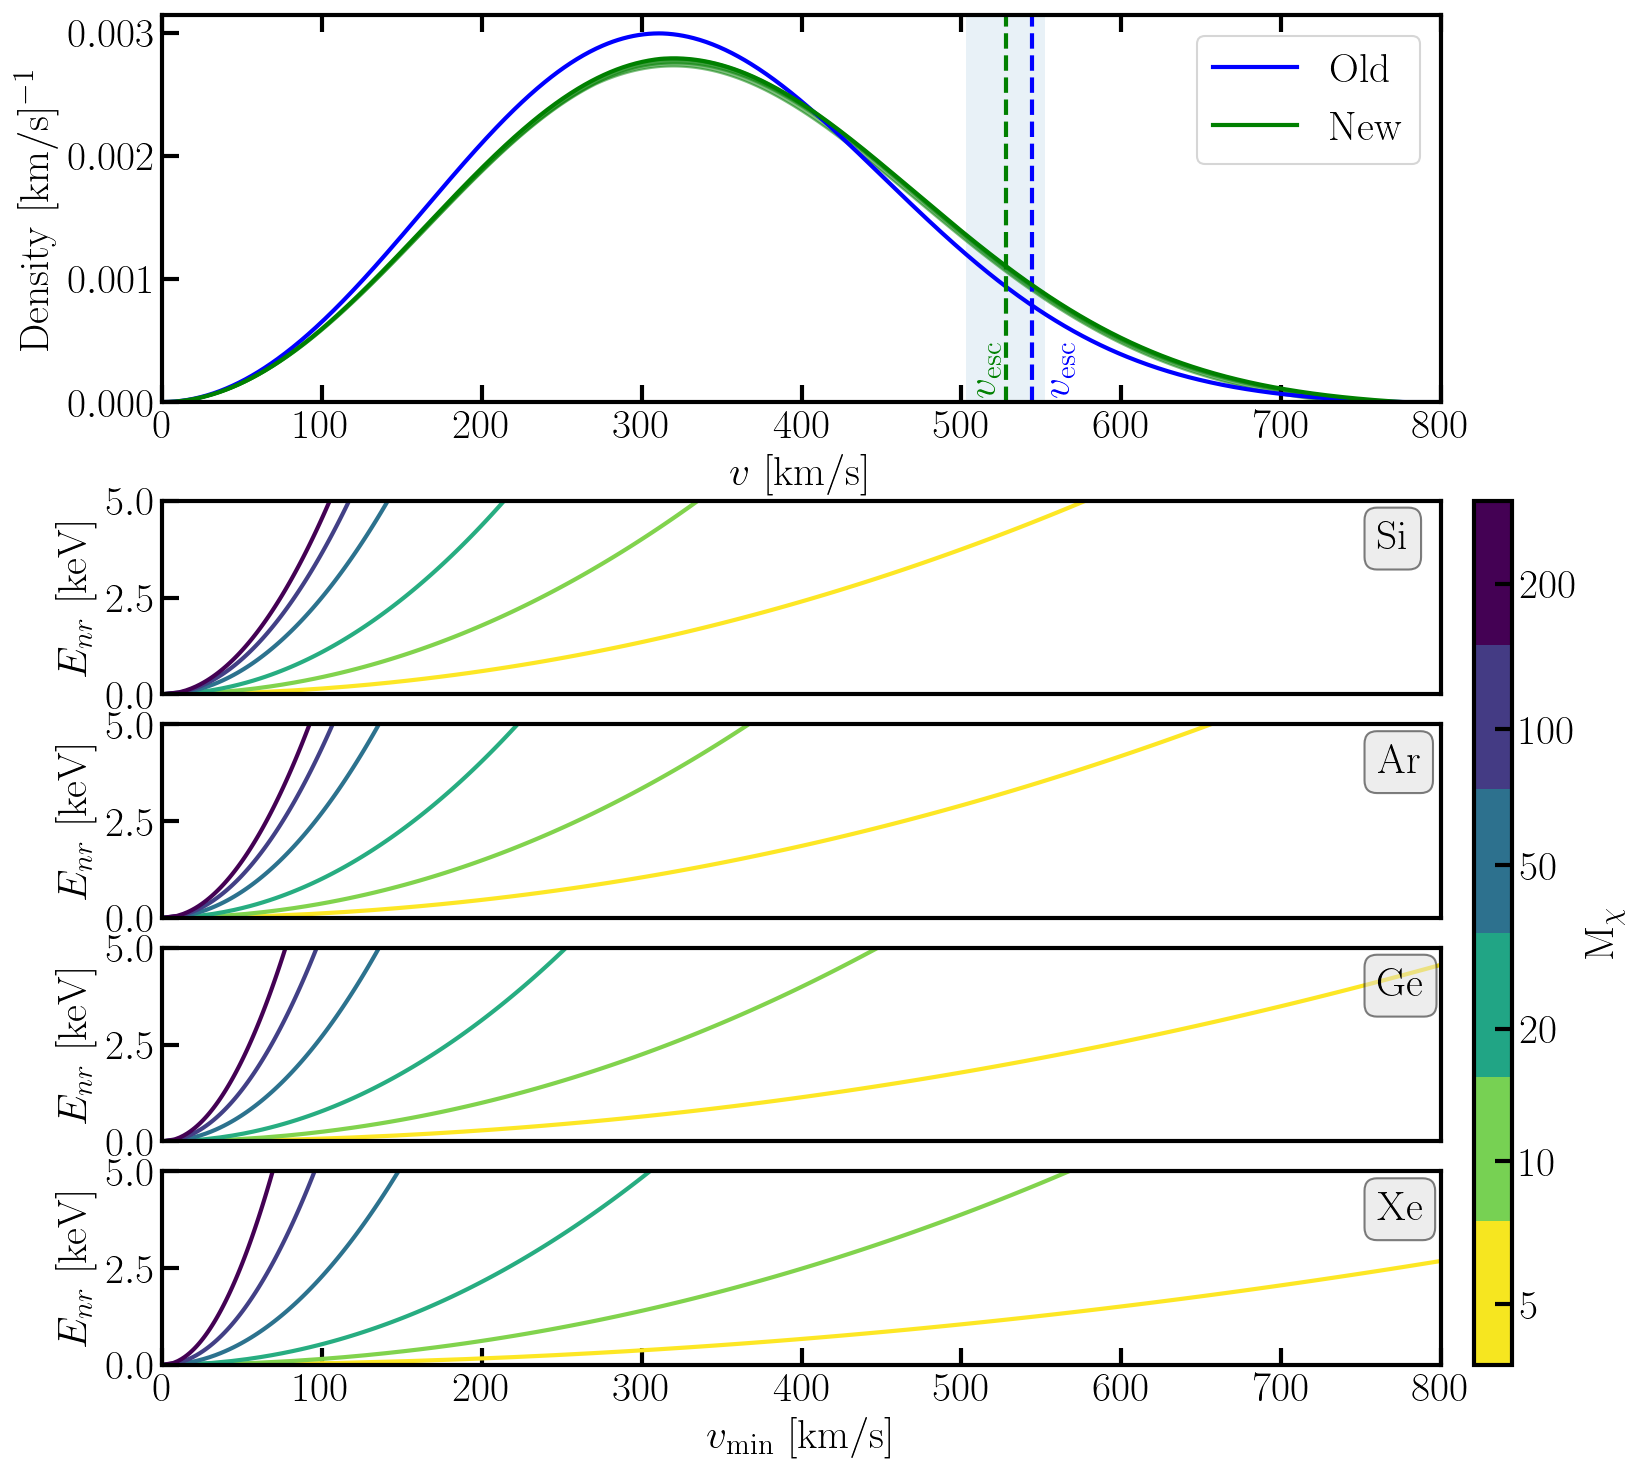 0.003
0.002
0.001
0.000
Density [km/s]⁻¹
Old
New
v_esc
v_esc
0 100 200 300 400 500 600 700 800
v [km/s]
5.0
2.5
0.0
E_nr [keV]
Si
5.0
2.5
0.0
E_nr [keV]
Ar
5.0
2.5
0.0
E_nr [keV]
Ge
5.0
2.5
0.0
E_nr [keV]
Xe
0 100 200 300 400 500 600 700 800
v_min [km/s]
200
100
50
20
10
5
M_χ